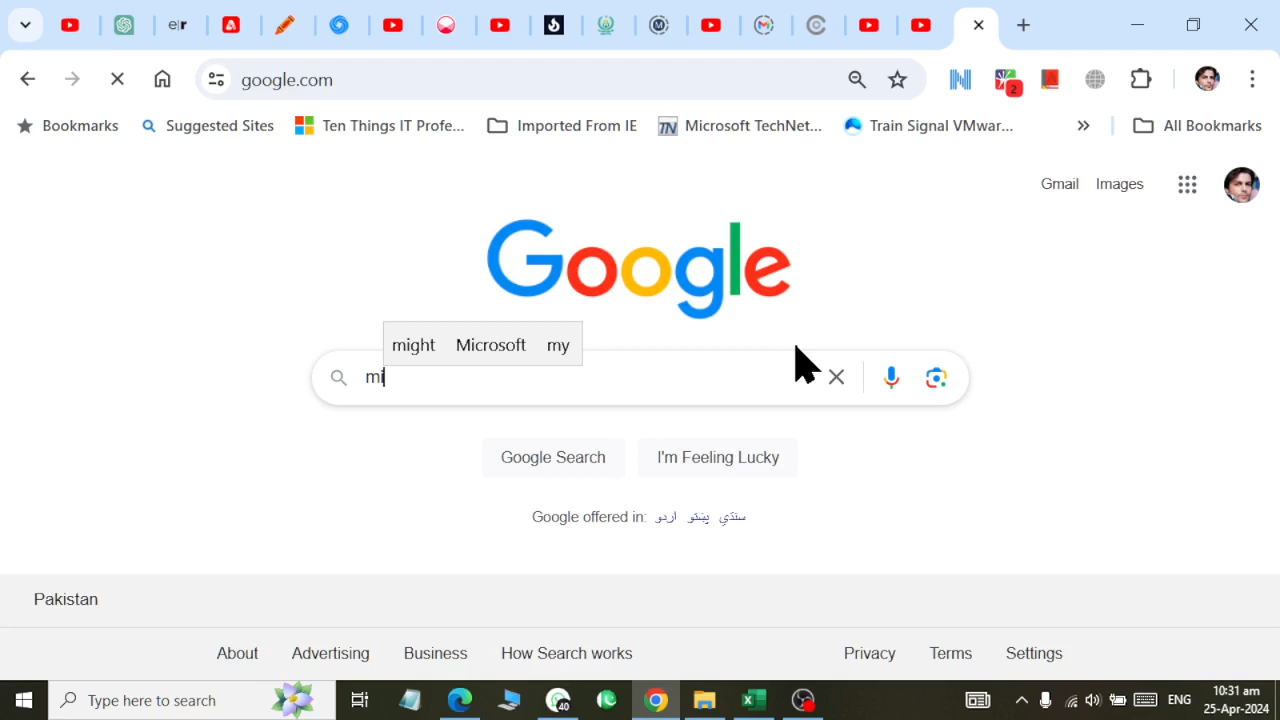 e|r
google.com
2
Bookmarks Suggested Sites Ten Things IT Profe... Imported From IE TN Microsoft TechNet... Train Signal VMwar... » All Bookmarks
Gmail Images
Google
might Microsoft my
mi
Google Search I'm Feeling Lucky
Google offered in: اردو پښتو سنڌي
Pakistan
About Advertising Business How Search works Privacy Terms Settings
Type here to search 40 ENG 10:31 am
25-Apr-2024